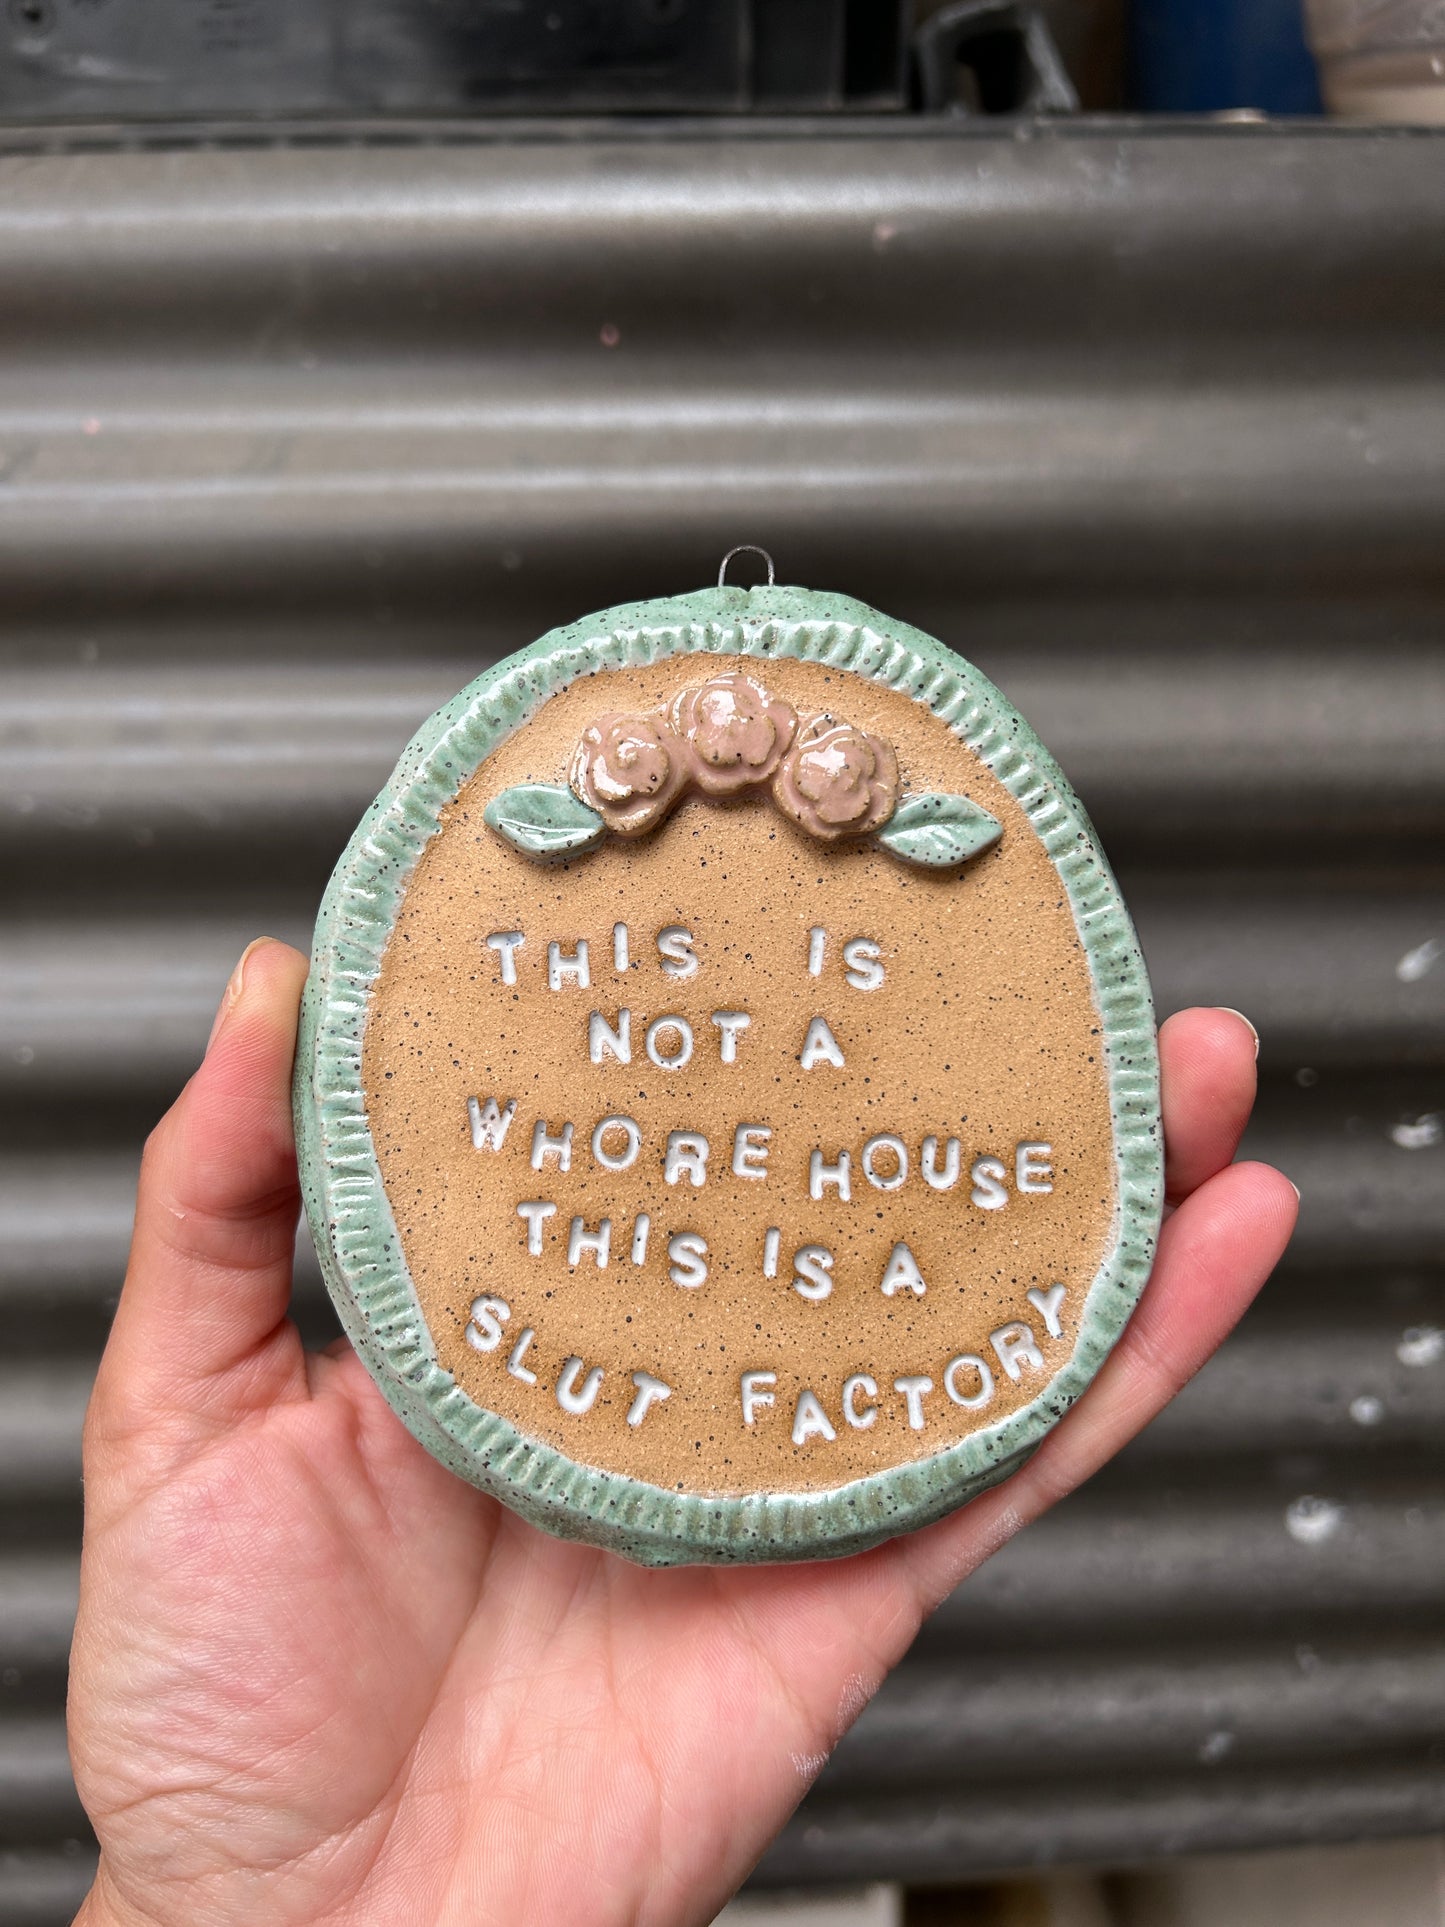 THIS IS
NOT A
WHORE HOUSE
THIS IS A
SLUT FACTORY